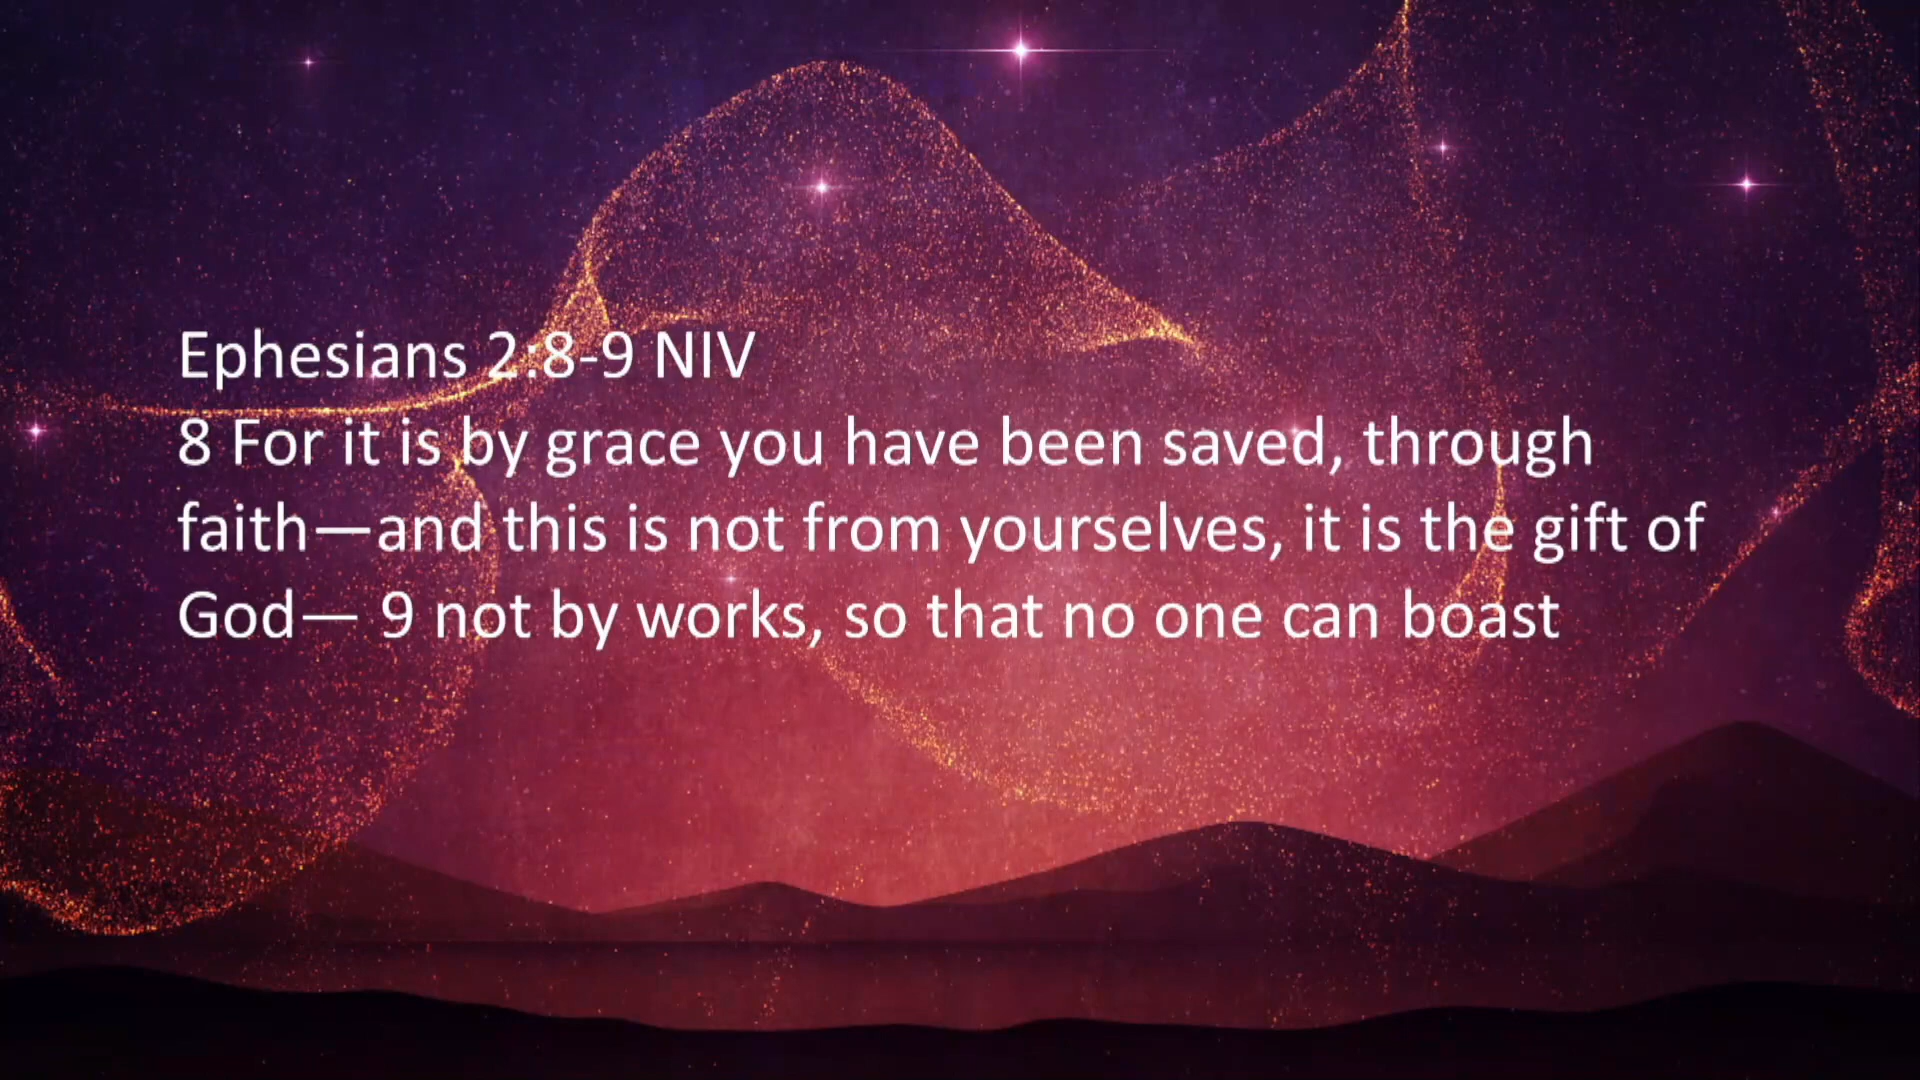 Ephesians 2:8-9 NIV
8 For it is by grace you have been saved, through
faith—and this is not from yourselves, it is the gift of
God— 9 not by works, so that no one can boast